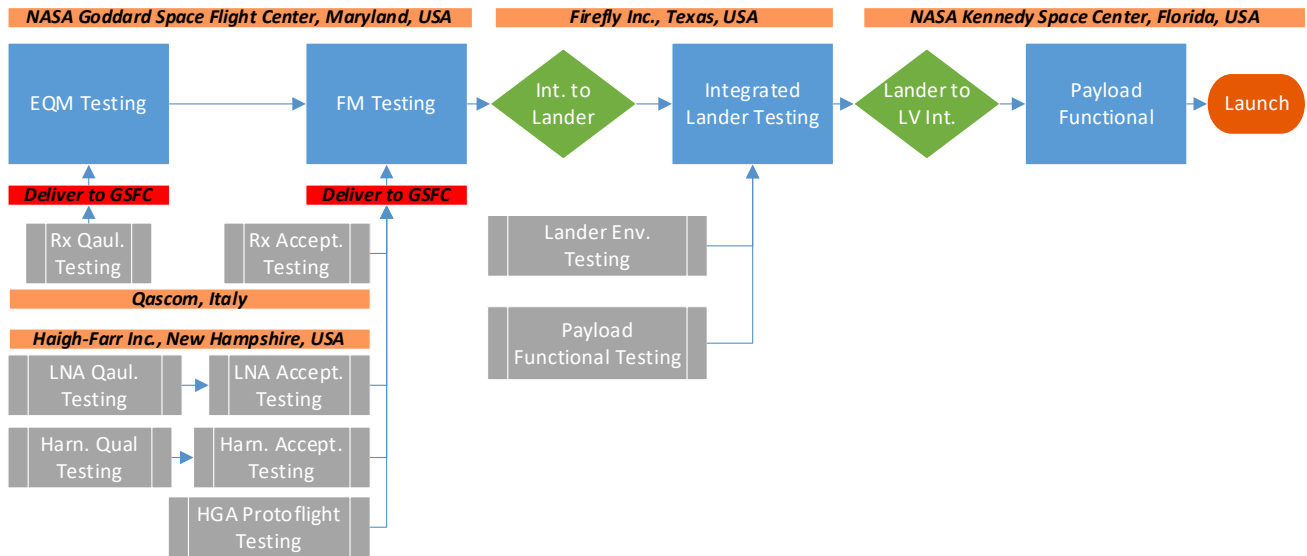 NASA Goddard Space Flight Center, Maryland, USA
Firefly Inc., Texas, USA
NASA Kennedy Space Center, Florida, USA
EQM Testing
FM Testing
Int. to
Lander
Integrated
Lander Testing
Lander to
LV Int.
Payload
Functional
Launch
Deliver to GSFC
Deliver to GSFC
Rx Qaul.
Testing
Rx Accept.
Testing
Lander Env.
Testing
Qascom, Italy
Payload
Functional Testing
Haigh-Farr Inc., New Hampshire, USA
LNA Qaul.
Testing
LNA Accept.
Testing
Harn. Qual
Testing
Harn. Accept.
Testing
HGA Protoflight
Testing